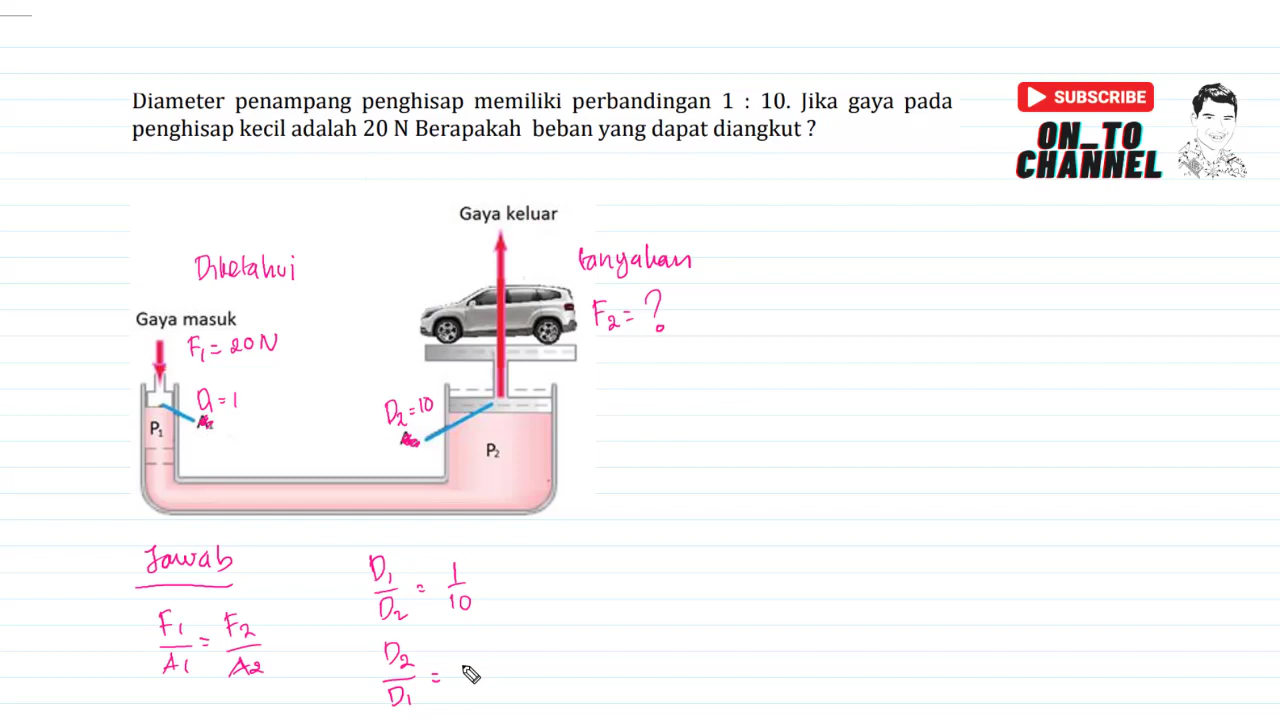 Diameter penampang penghisap memiliki perbandingan 1 : 10. Jika gaya pada
penghisap kecil adalah 20 N Berapakah beban yang dapat diangkut ?
SUBSCRIBE
ON_TO
CHANNEL
Gaya keluar
Diketahui
tanyakan
F₂ = ?
Gaya masuk
F₁ = 20 N
D₁ = 1
D₂ = 10
P₁
P₂
Jawab
F₁/A₁ = F₂/A₂
D₁/D₂ = 1/10
D₂/D₁ =